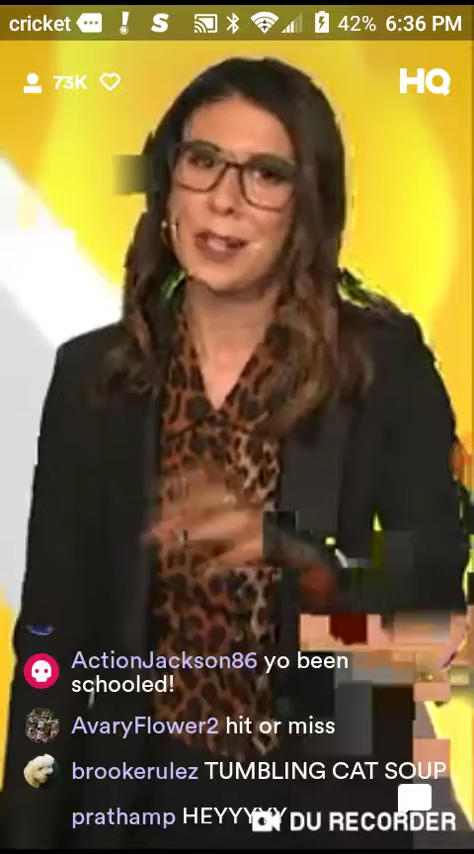 cricket 42% 6:36 PM
73K HQ
ActionJackson86 yo been
schooled!
AvaryFlower2 hit or miss
brookerulez TUMBLING CAT SOUP
prathamp HEYYYYY
DU RECORDER